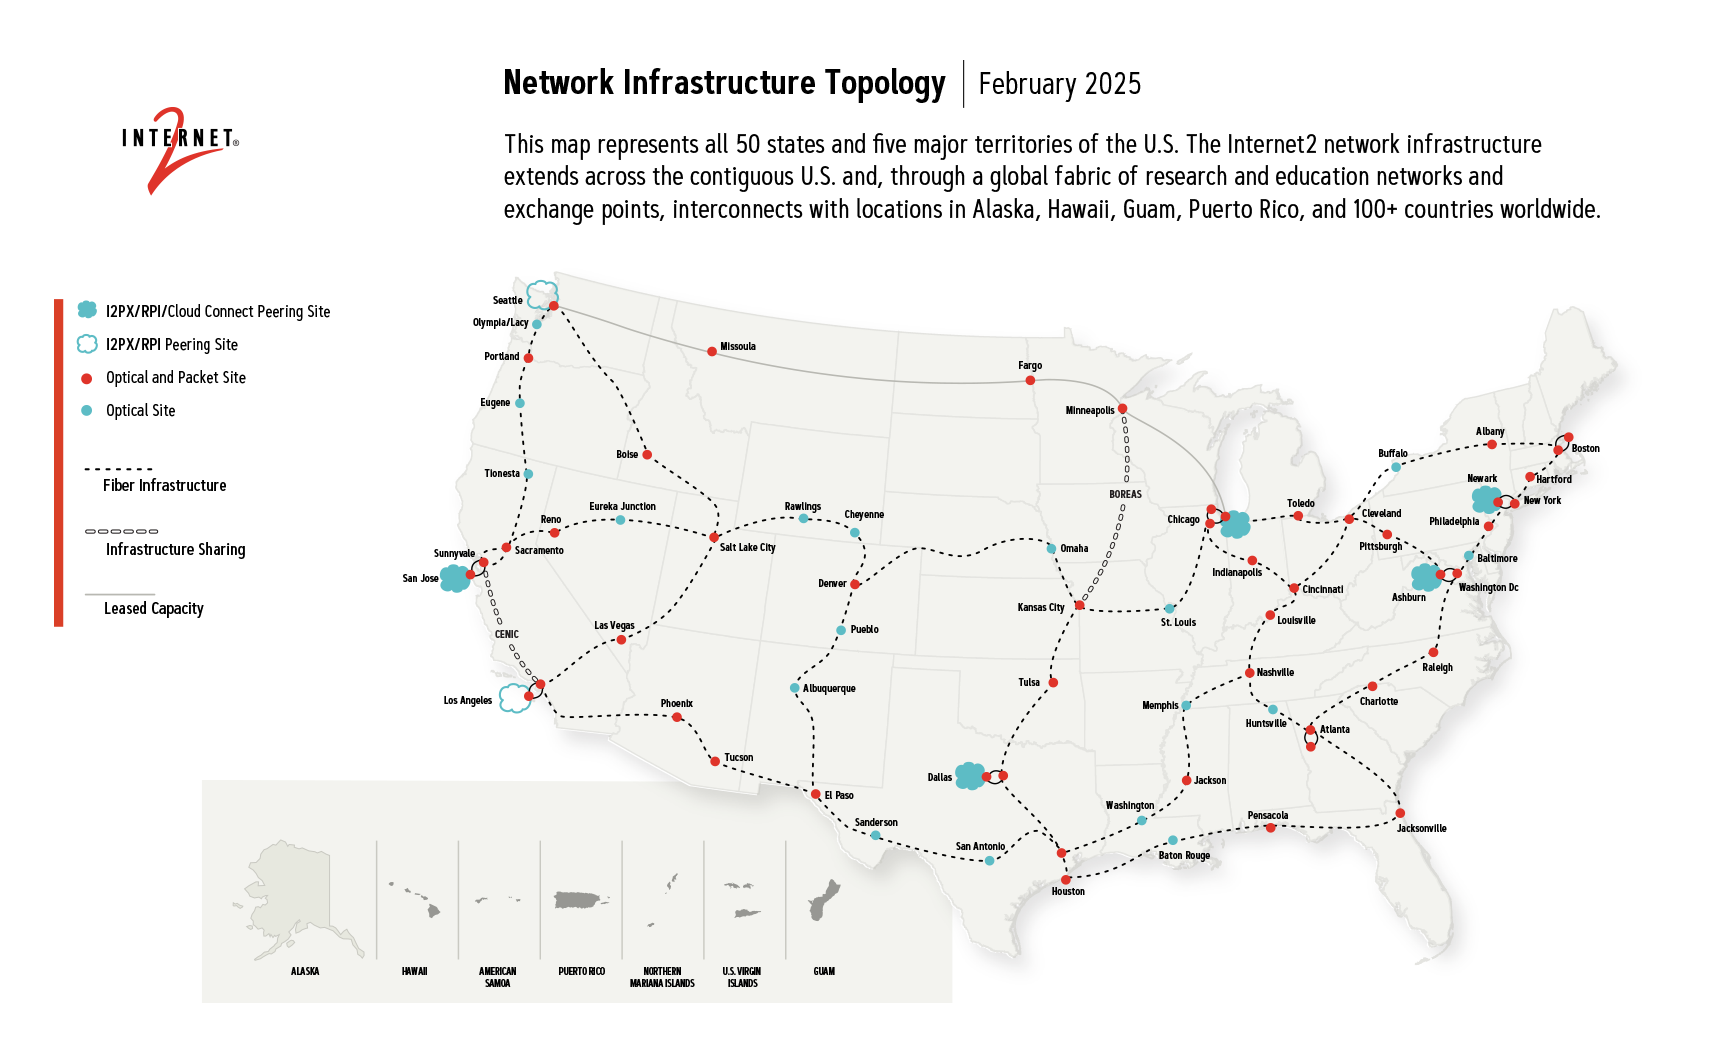 Network Infrastructure Topology | February 2025
INTERNET®
2
This map represents all 50 states and five major territories of the U.S. The Internet2 network infrastructure
extends across the contiguous U.S. and, through a global fabric of research and education networks and
exchange points, interconnects with locations in Alaska, Hawaii, Guam, Puerto Rico, and 100+ countries worldwide.
I2PX/RPI/Cloud Connect Peering Site
I2PX/RPI Peering Site
Optical and Packet Site
Optical Site
Fiber Infrastructure
Infrastructure Sharing
Leased Capacity
Seattle
Olympia/Lacy
Portland
Missoula
Fargo
Eugene
Minneapolis
Albany
Boston
Boise
Buffalo
Tionesta
Newark
Hartford
BOREAS
New York
Eureka Junction
Rawlings
Cheyenne
Toledo
Cleveland
Reno
Chicago
Philadelphia
Salt Lake City
Sacramento
Omaha
Pittsburgh
Sunnyvale
Baltimore
San Jose
Denver
Indianapolis
Cincinnati
Washington Dc
Ashburn
Kansas City
St. Louis
Louisville
Las Vegas
CENIC
Pueblo
Raleigh
Nashville
Tulsa
Albuquerque
Los Angeles
Phoenix
Memphis
Charlotte
Huntsville
Atlanta
Tucson
Dallas
Jackson
El Paso
Washington
Sanderson
Pensacola
Jacksonville
San Antonio
Baton Rouge
Houston
ALASKA
HAWAII
AMERICAN
SAMOA
PUERTO RICO
NORTHERN
MARIANA ISLANDS
U.S. VIRGIN
ISLANDS
GUAM